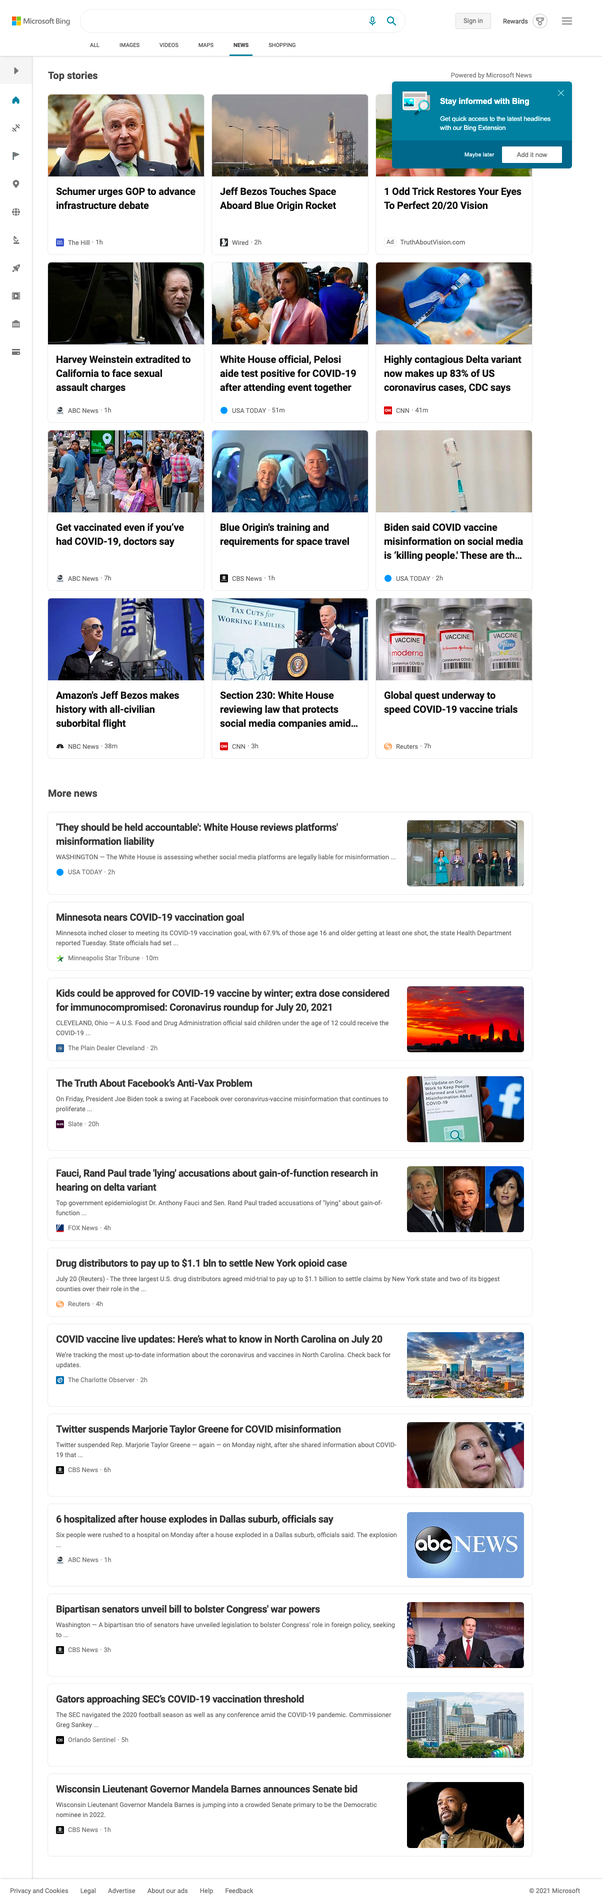 Microsoft Bing
Sign in
Rewards
ALL
IMAGES
VIDEOS
MAPS
NEWS
SHOPPING
Top stories
Powered by Microsoft News
Stay informed with Bing
Get quick access to the latest headlines
with our Bing Extension
Maybe later
Add it now
Schumer urges GOP to advance
infrastructure debate
The Hill · 1h
Jeff Bezos Touches Space
Aboard Blue Origin Rocket
Wired · 2h
1 Odd Trick Restores Your Eyes
To Perfect 20/20 Vision
Ad TruthAboutVision.com
Harvey Weinstein extradited to
California to face sexual
assault charges
ABC News · 1h
White House official, Pelosi
aide test positive for COVID-19
after attending event together
USA TODAY · 51m
Highly contagious Delta variant
now makes up 83% of US
coronavirus cases, CDC says
CNN · 41m
Get vaccinated even if you've
had COVID-19, doctors say
ABC News · 7h
Blue Origin's training and
requirements for space travel
CBS News · 1h
Biden said COVID vaccine
misinformation on social media
is 'killing people.' These are th...
USA TODAY · 2h
BLUE
Amazon's Jeff Bezos makes
history with all-civilian
suborbital flight
NBC News · 38m
TAX CUTS for
WORKING FAMILIES
Section 230: White House
reviewing law that protects
social media companies amid...
CNN · 3h
VACCINE
moderna
VACCINE
VACCINE
Global quest underway to
speed COVID-19 vaccine trials
Reuters · 7h
More news
'They should be held accountable': White House reviews platforms'
misinformation liability
WASHINGTON — The White House is assessing whether social media platforms are legally liable for misinformation ...
USA TODAY · 2h
Minnesota nears COVID-19 vaccination goal
Minnesota inched closer to meeting its COVID-19 vaccination goal, with 67.9% of those age 16 and older getting at least one shot, the state Health Department
reported Tuesday. State officials had set ...
Minneapolis Star Tribune · 10m
Kids could be approved for COVID-19 vaccine by winter; extra dose considered
for immunocompromised: Coronavirus roundup for July 20, 2021
CLEVELAND, Ohio — A U.S. Food and Drug Administration official said children under the age of 12 could receive the
COVID-19 ...
The Plain Dealer Cleveland · 2h
The Truth About Facebook's Anti-Vax Problem
On Friday, President Joe Biden took a swing at Facebook over coronavirus-vaccine misinformation that continues to
proliferate ...
Slate · 20h
An Update on Our
Work to Keep People
Informed and Limit
Misinformation About
COVID-19
Fauci, Rand Paul trade 'lying' accusations about gain-of-function research in
hearing on delta variant
Top government epidemiologist Dr. Anthony Fauci and Sen. Rand Paul traded accusations of "lying" about gain-of-
function ...
FOX News · 4h
Drug distributors to pay up to $1.1 bln to settle New York opioid case
July 20 (Reuters) - The three largest U.S. drug distributors agreed mid-trial to pay up to $1.1 billion to settle claims by New York state and two of its biggest
counties over their role in the ...
Reuters · 4h
COVID vaccine live updates: Here's what to know in North Carolina on July 20
We're tracking the most up-to-date information about the coronavirus and vaccines in North Carolina. Check back for
updates.
The Charlotte Observer · 2h
Twitter suspends Marjorie Taylor Greene for COVID misinformation
Twitter suspended Rep. Marjorie Taylor Greene — again — on Monday night, after she shared information about COVID-
19 that ...
CBS News · 6h
6 hospitalized after house explodes in Dallas suburb, officials say
Six people were rushed to a hospital on Monday after a house exploded in a Dallas suburb, officials said. The explosion
...
ABC News · 1h
abc NEWS
Bipartisan senators unveil bill to bolster Congress' war powers
Washington — A bipartisan trio of senators have unveiled legislation to bolster Congress' role in foreign policy, seeking
to ...
CBS News · 3h
Gators approaching SEC's COVID-19 vaccination threshold
The SEC navigated the 2020 football season as well as any conference amid the COVID-19 pandemic. Commissioner
Greg Sankey ...
Orlando Sentinel · 5h
Wisconsin Lieutenant Governor Mandela Barnes announces Senate bid
Wisconsin Lieutenant Governor Mandela Barnes is jumping into a crowded Senate primary to be the Democratic
nominee in 2022.
CBS News · 1h
Privacy and Cookies
Legal
Advertise
About our ads
Help
Feedback
© 2021 Microsoft